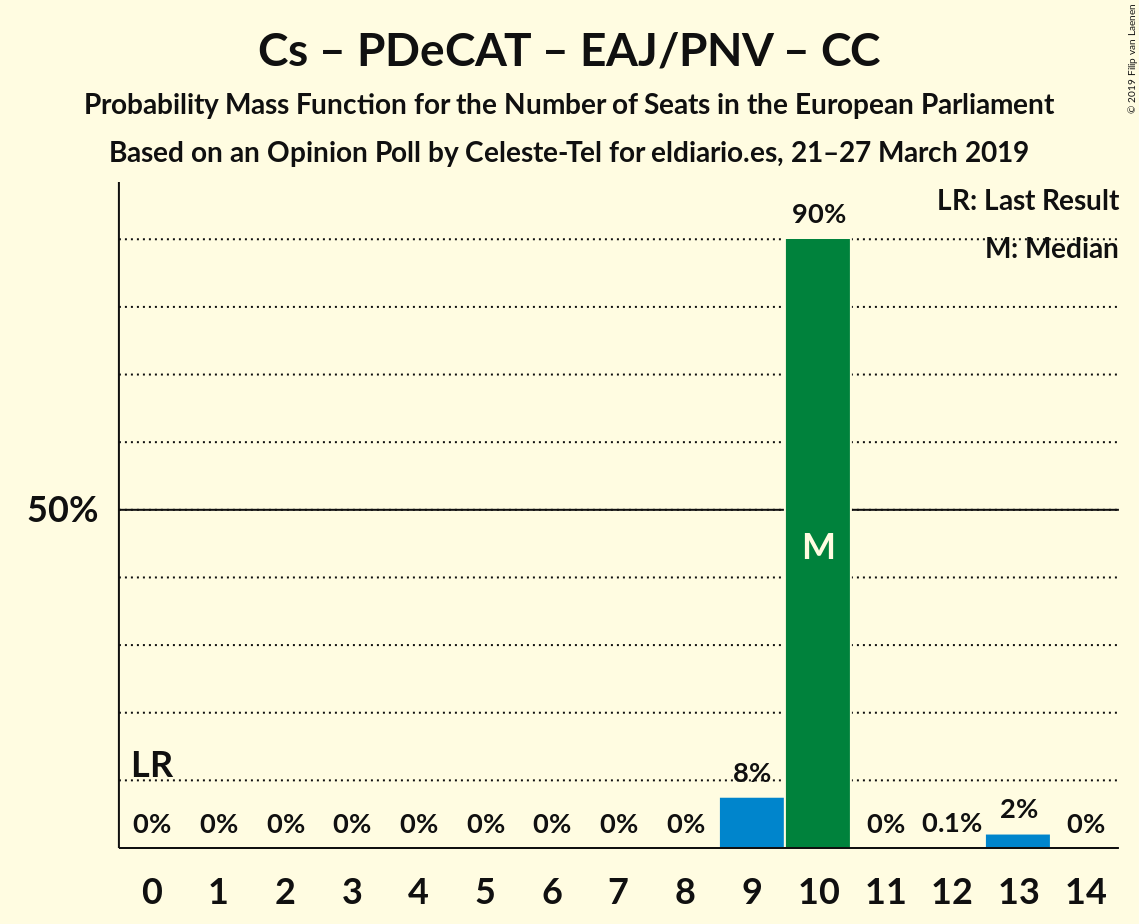 Cs – PDeCAT – EAJ/PNV – CC
Probability Mass Function for the Number of Seats in the European Parliament
Based on an Opinion Poll by Celeste-Tel for eldiario.es, 21–27 March 2019
© 2019 Filip van Laenen
LR: Last Result
M: Median
90%
50%
M
LR
0% 0% 0% 0% 0% 0% 0% 0% 0% 8% 0% 0.1% 2% 0%
0 1 2 3 4 5 6 7 8 9 10 11 12 13 14